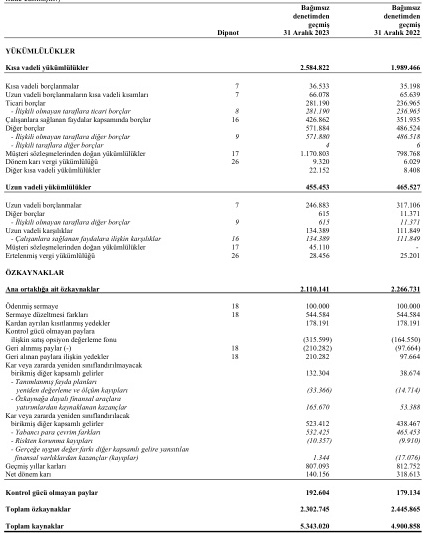 Bağımsız Bağımsız
denetimden denetimden
geçmiş geçmiş
Dipnot 31 Aralık 2023 31 Aralık 2022
YÜKÜMLÜLÜKLER
Kısa vadeli yükümlülükler 2.584.822 1.989.466
Kısa vadeli borçlanmalar 7 36.533 35.198
Uzun vadeli borçlanmaların kısa vadeli kısımları 7 66.078 65.639
Ticari borçlar 281.190 236.965
- İlişkili olmayan taraflara ticari borçlar 8 281.190 236.965
Çalışanlara sağlanan faydalar kapsamında borçlar 16 426.862 351.935
Diğer borçlar 571.884 486.524
- İlişkili olmayan taraflara diğer borçlar 9 571.880 486.518
- İlişkili taraflara diğer borçlar 4 6
Müşteri sözleşmelerinden doğan yükümlülükler 17 1.170.803 798.768
Dönem karı vergi yükümlülüğü 26 9.320 6.029
Diğer kısa vadeli yükümlülükler 22.152 8.408
Uzun vadeli yükümlülükler 455.453 465.527
Uzun vadeli borçlanmalar 7 246.883 317.106
Diğer borçlar 615 11.371
- İlişkili olmayan taraflara diğer borçlar 9 615 11.371
Uzun vadeli karşılıklar 134.389 111.849
- Çalışanlara sağlanan faydalara ilişkin karşılıklar 16 134.389 111.849
Müşteri sözleşmelerinden doğan yükümlülükler 17 45.110 -
Ertelenmiş vergi yükümlülüğü 26 28.456 25.201
ÖZKAYNAKLAR
Ana ortaklığa ait özkaynaklar 2.110.141 2.266.731
Ödenmiş sermaye 18 100.000 100.000
Sermaye düzeltmesi farkları 18 544.584 544.584
Kardan ayrılan kısıtlanmış yedekler 178.191 178.191
Kontrol gücü olmayan paylara
ilişkin satış opsiyon değerleme fonu (315.599) (164.550)
Geri alınmış paylar (-) 18 (210.282) (97.664)
Geri alınan paylara ilişkin yedekler 18 210.282 97.664
Kar veya zararda yeniden sınıflandırılmayacak
birikmiş diğer kapsamlı gelirler 132.304 38.674
- Tanımlanmış fayda planları
yeniden değerleme ve ölçüm kayıpları (33.366) (14.714)
- Özkaynağa dayalı finansal araçlara
yatırımlardan kaynaklanan kazançlar 165.670 53.388
Kar veya zararda yeniden sınıflandırılacak
birikmiş diğer kapsamlı gelirler 523.412 438.467
- Yabancı para çevrim farkları 532.425 465.453
- Riskten korunma kayıpları (10.357) (9.910)
- Gerçeğe uygun değer farkı diğer kapsamlı gelire yansıtılan
finansal varlıklardan kazançlar (kayıplar) 1.344 (17.076)
Geçmiş yıllar karları 807.093 812.752
Net dönem karı 140.156 318.613
Kontrol gücü olmayan paylar 192.604 179.134
Toplam özkaynaklar 2.302.745 2.445.865
Toplam kaynaklar 5.343.020 4.900.858